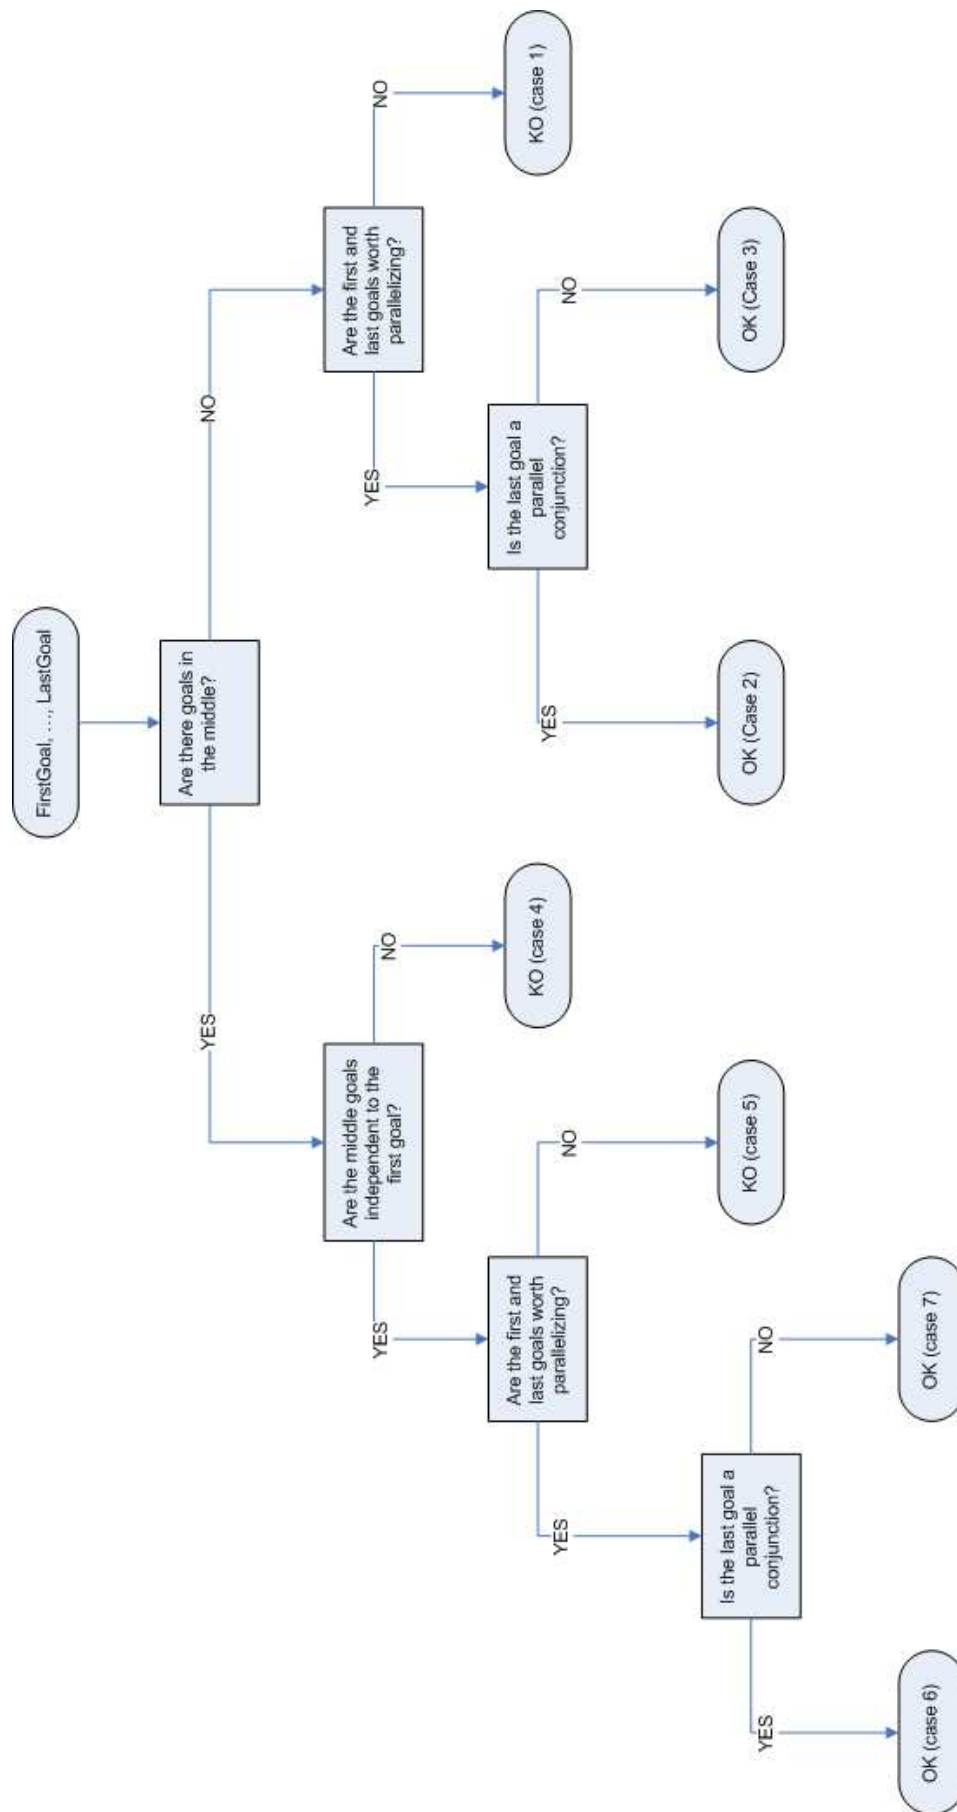 FirstGoal, ..., LastGoal
Are there goals in
the middle?
YES
NO
Are the middle goals
independent to the
first goal?
Are the first and
last goals worth
parallelizing?
YES
NO
YES
NO
Are the first and
last goals worth
parallelizing?
KO (case 4)
Is the last goal a
parallel
conjunction?
KO (case 1)
YES
NO
YES
NO
Is the last goal a
parallel
conjunction?
KO (case 5)
OK (Case 2)
OK (Case 3)
YES
NO
OK (case 6)
OK (case 7)